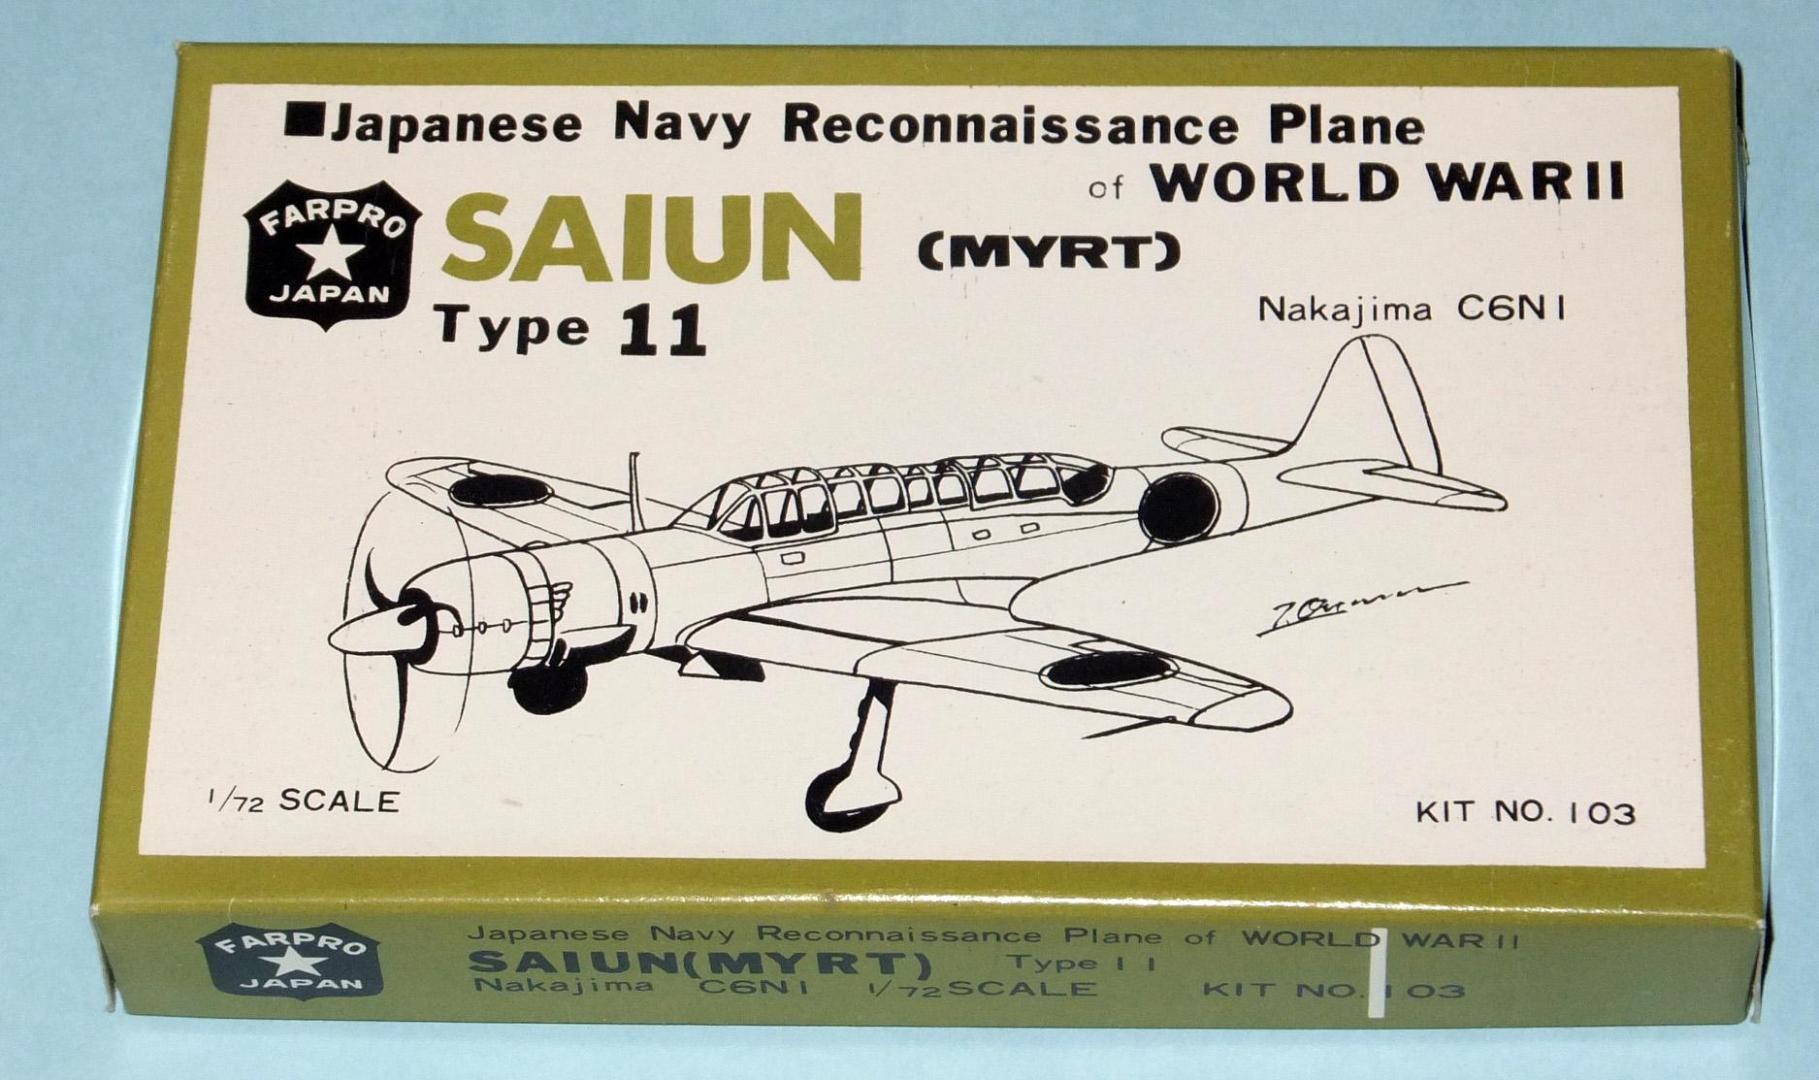 ■Japanese Navy Reconnaissance Plane
of WORLD WAR II
FARPRO
JAPAN
SAIUN (MYRT)
Type 11
Nakajima C6N1
1/72 SCALE
KIT NO. 103
FARPRO
JAPAN
Japanese Navy Reconnaissance Plane of WORLD WAR II
SAIUN(MYRT) Type 11
Nakajima C6N1 1/72 SCALE KIT NO. 103